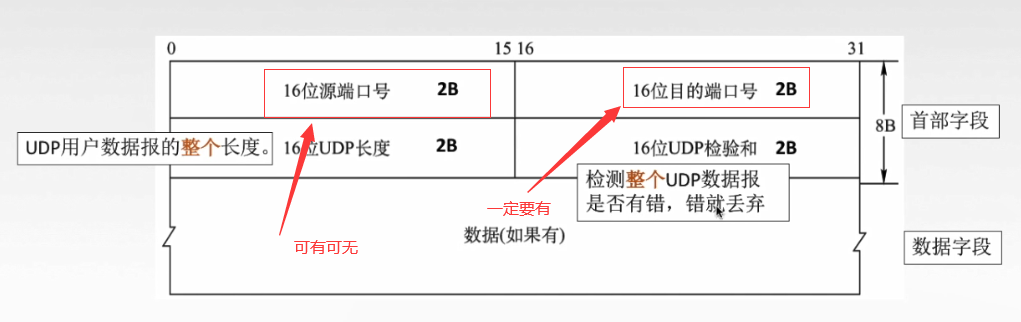 0 15 16 31
16位源端口号 2B 16位目的端口号 2B
8B 首部字段
UDP用户数据报的整个长度。 16位UDP长度 2B 16位UDP检验和 2B
检测整个UDP数据报
是否有错，错就丢弃
一定要有
可有可无
数据(如果有)
数据字段